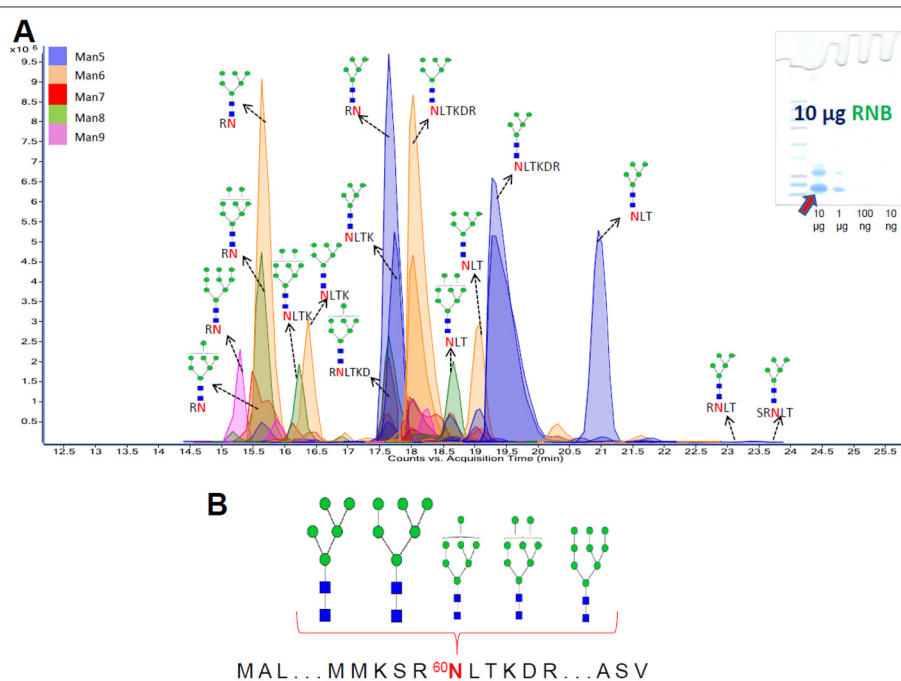 A
×10 6
9.5
9
8.5
8
7.5
7
6.5
6
5.5
5
4.5
4
3.5
3
2.5
2
1.5
1
0.5
Man5
Man6
Man7
Man8
Man9
RN
RN
NLTKDR
NLTKDR
NLT
NLTK
NLT
RN
NLTK
NLTK
NLT
RN
RNLTKD
RN
RNLT
SRNLT
12.5 13 13.5 14 14.5 15 15.5 16 16.5 17 17.5 18 18.5 19 19.5 20 20.5 21 21.5 22 22.5 23 23.5 24 24.5 25 25.5
Counts vs. Acquisition Time (min)
10 µg RNB
10 1 100 10
µg µg ng ng
B
MAL...MMKSR60NLTKDR...ASV